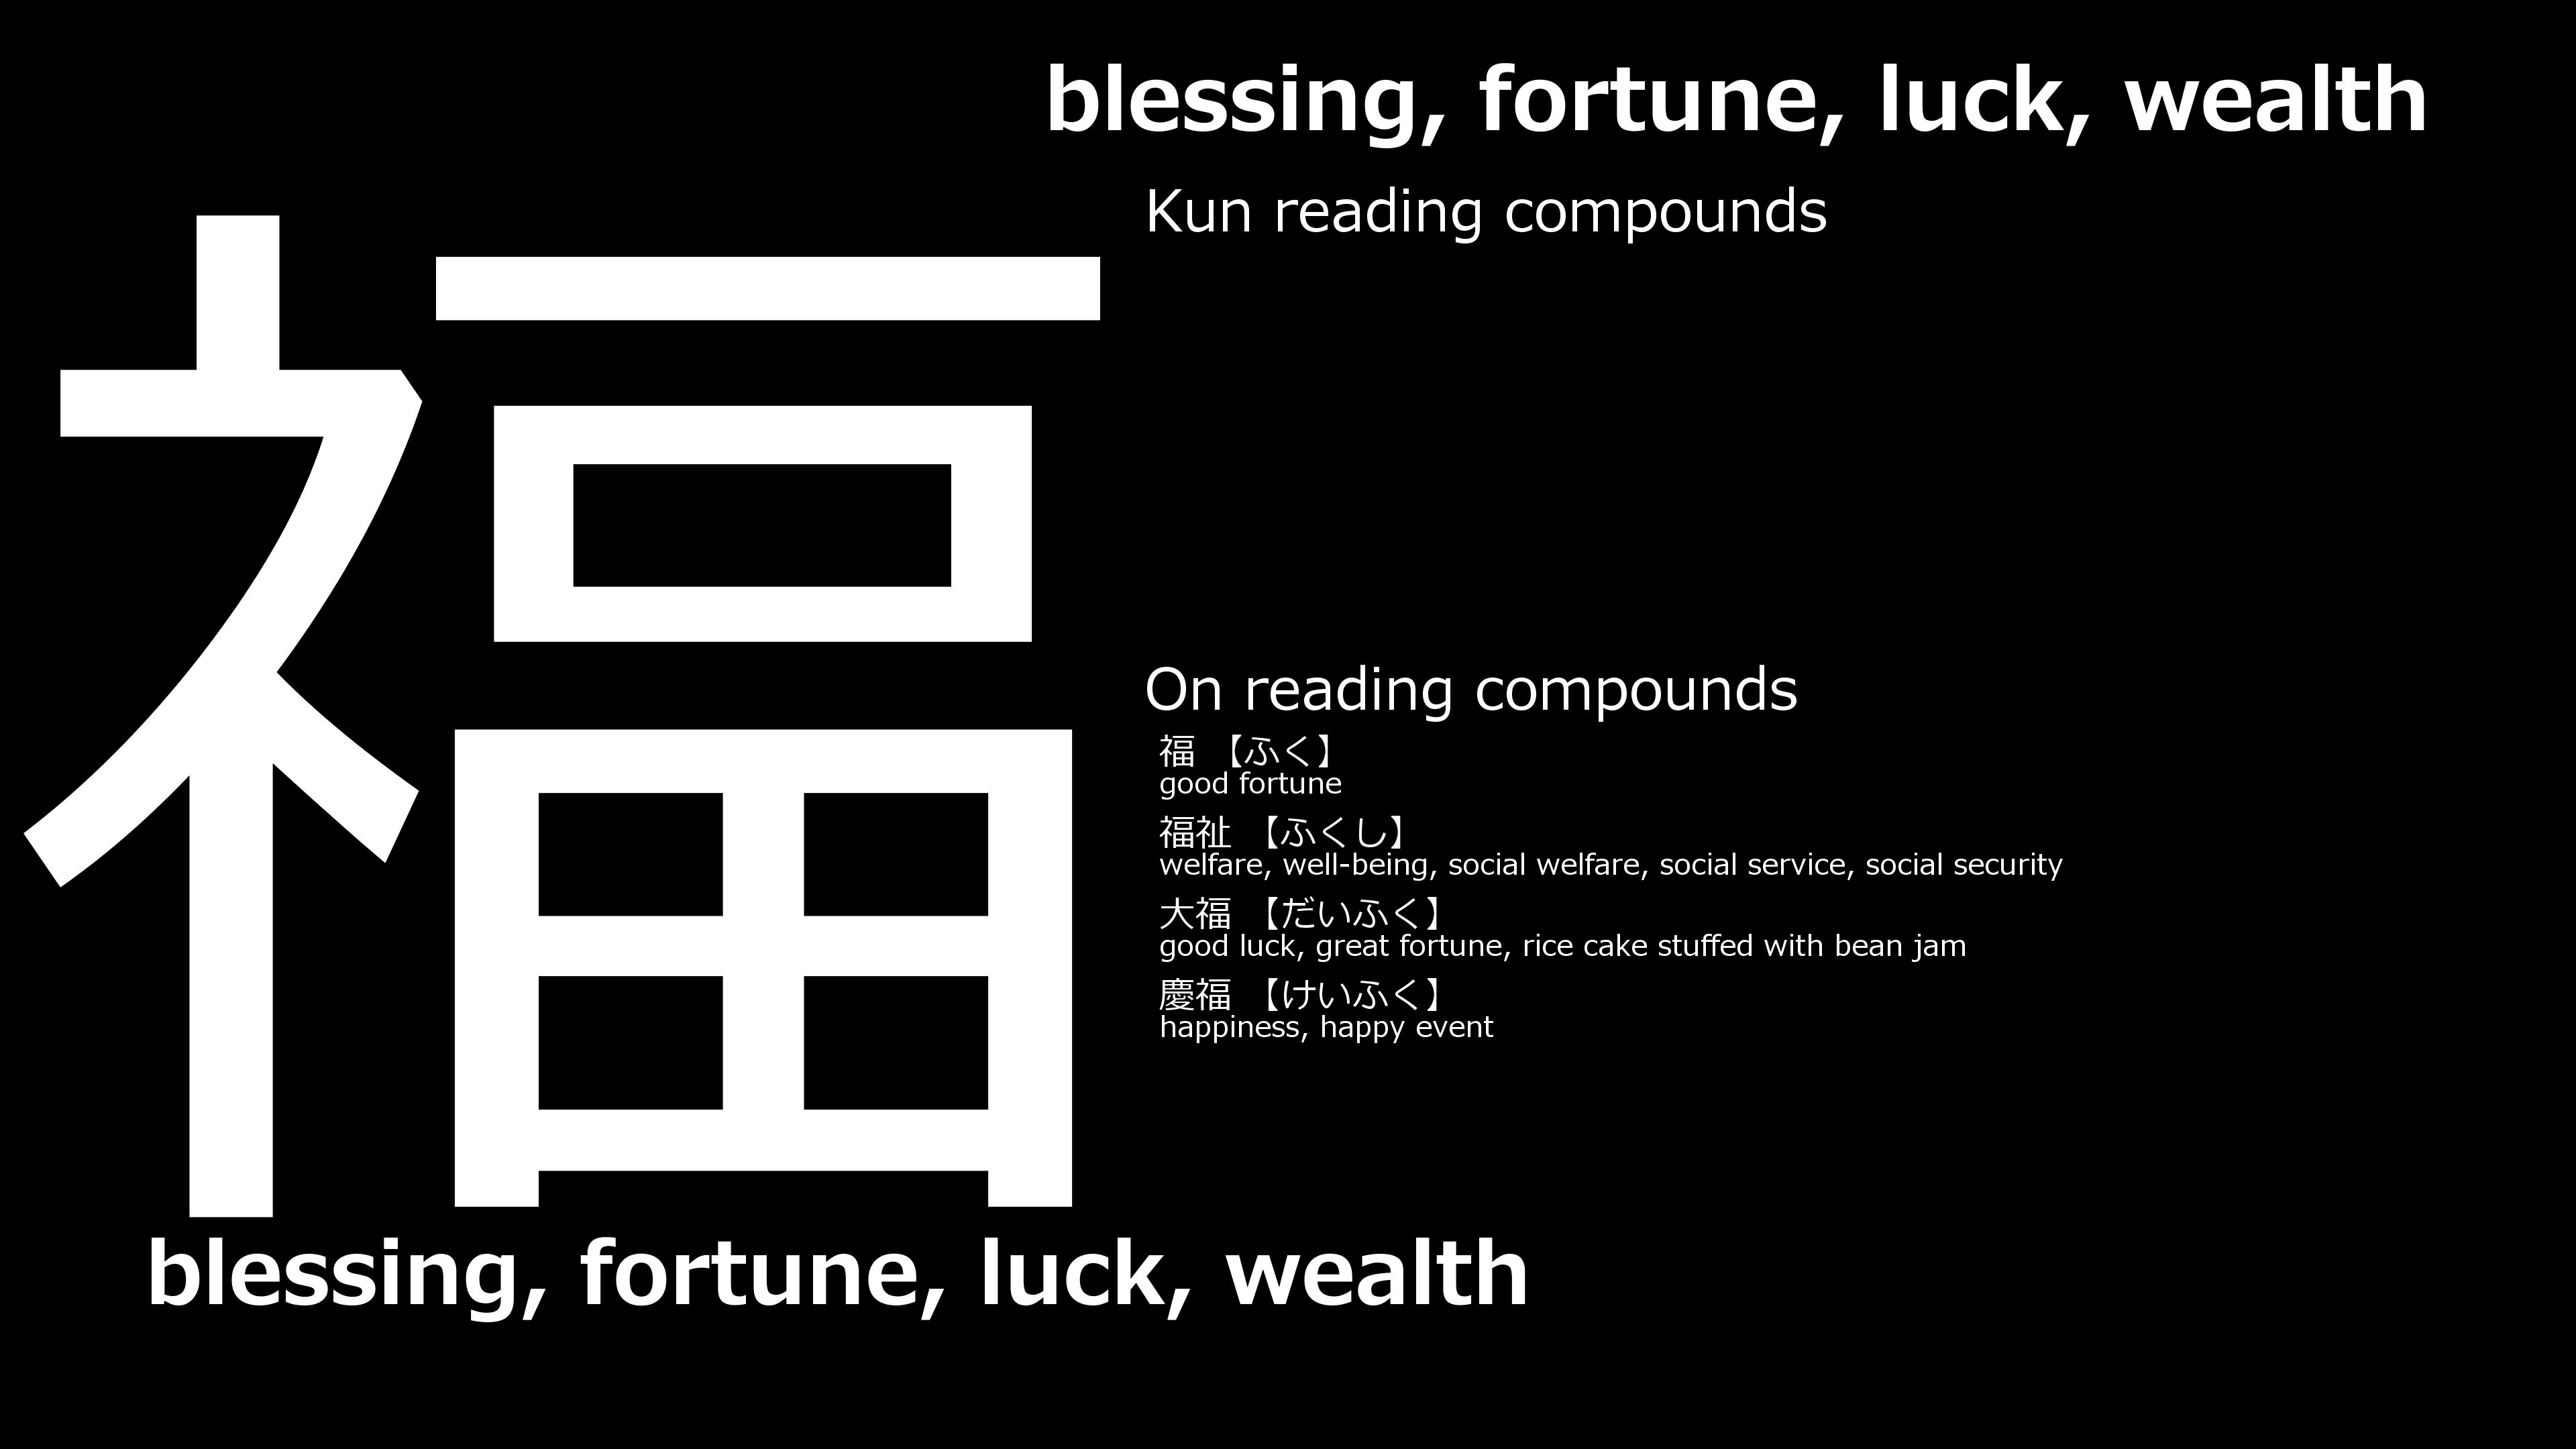 blessing, fortune, luck, wealth
福
Kun reading compounds
On reading compounds
福 【ふく】
good fortune
福祉 【ふくし】
welfare, well-being, social welfare, social service, social security
大福 【だいふく】
good luck, great fortune, rice cake stuffed with bean jam
慶福 【けいふく】
happiness, happy event
blessing, fortune, luck, wealth